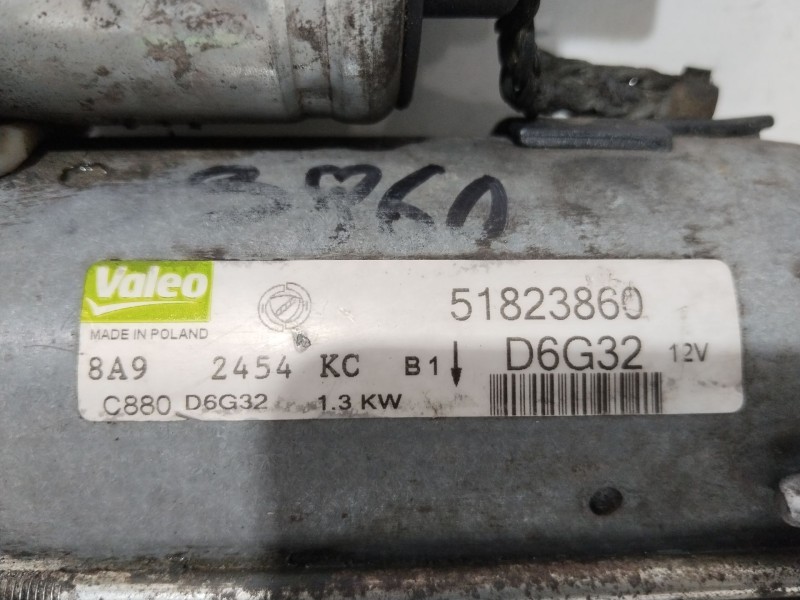 Valeo
51823860
MADE IN POLAND
8A9 2454 KC B1 D6G32 12V
C880 D6G32 1.3 KW